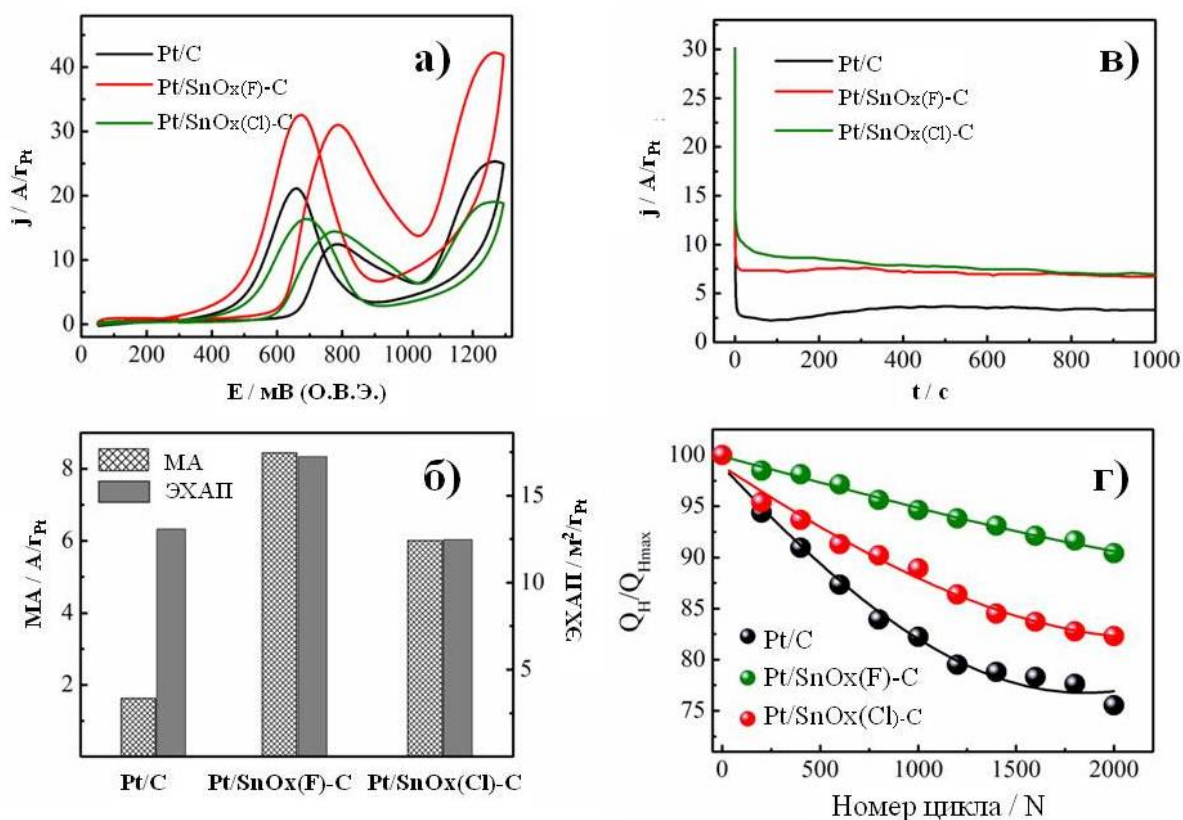 а)
Pt/C
Pt/SnOx(F)-C
Pt/SnOx(Cl)-C
j / А/гPt
40
30
20
10
0
0 200 400 600 800 1000 1200
E / мВ (О.В.Э.)
в)
Pt/C
Pt/SnOx(F)-C
Pt/SnOx(Cl)-C
j / А/гPt
30
25
20
15
10
5
0
0 200 400 600 800 1000
t / с
б)
МА
ЭХАП
МА / А/гPt
8
6
4
2
ЭХАП / м²/гPt
15
10
5
0
Pt/C Pt/SnOx(F)-C Pt/SnOx(Cl)-C
г)
QH/QHmax
100
95
90
85
80
75
Pt/C
Pt/SnOx(F)-C
Pt/SnOx(Cl)-C
0 500 1000 1500 2000
Номер цикла / N